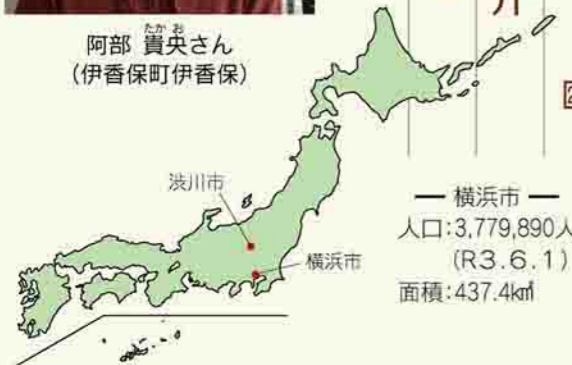 たかお
阿部 貴央さん
(伊香保町伊香保)
渋川市
横浜市
― 横浜市 ―
人口:3,779,890人
(R3.6.1)
面積:437.4㎢